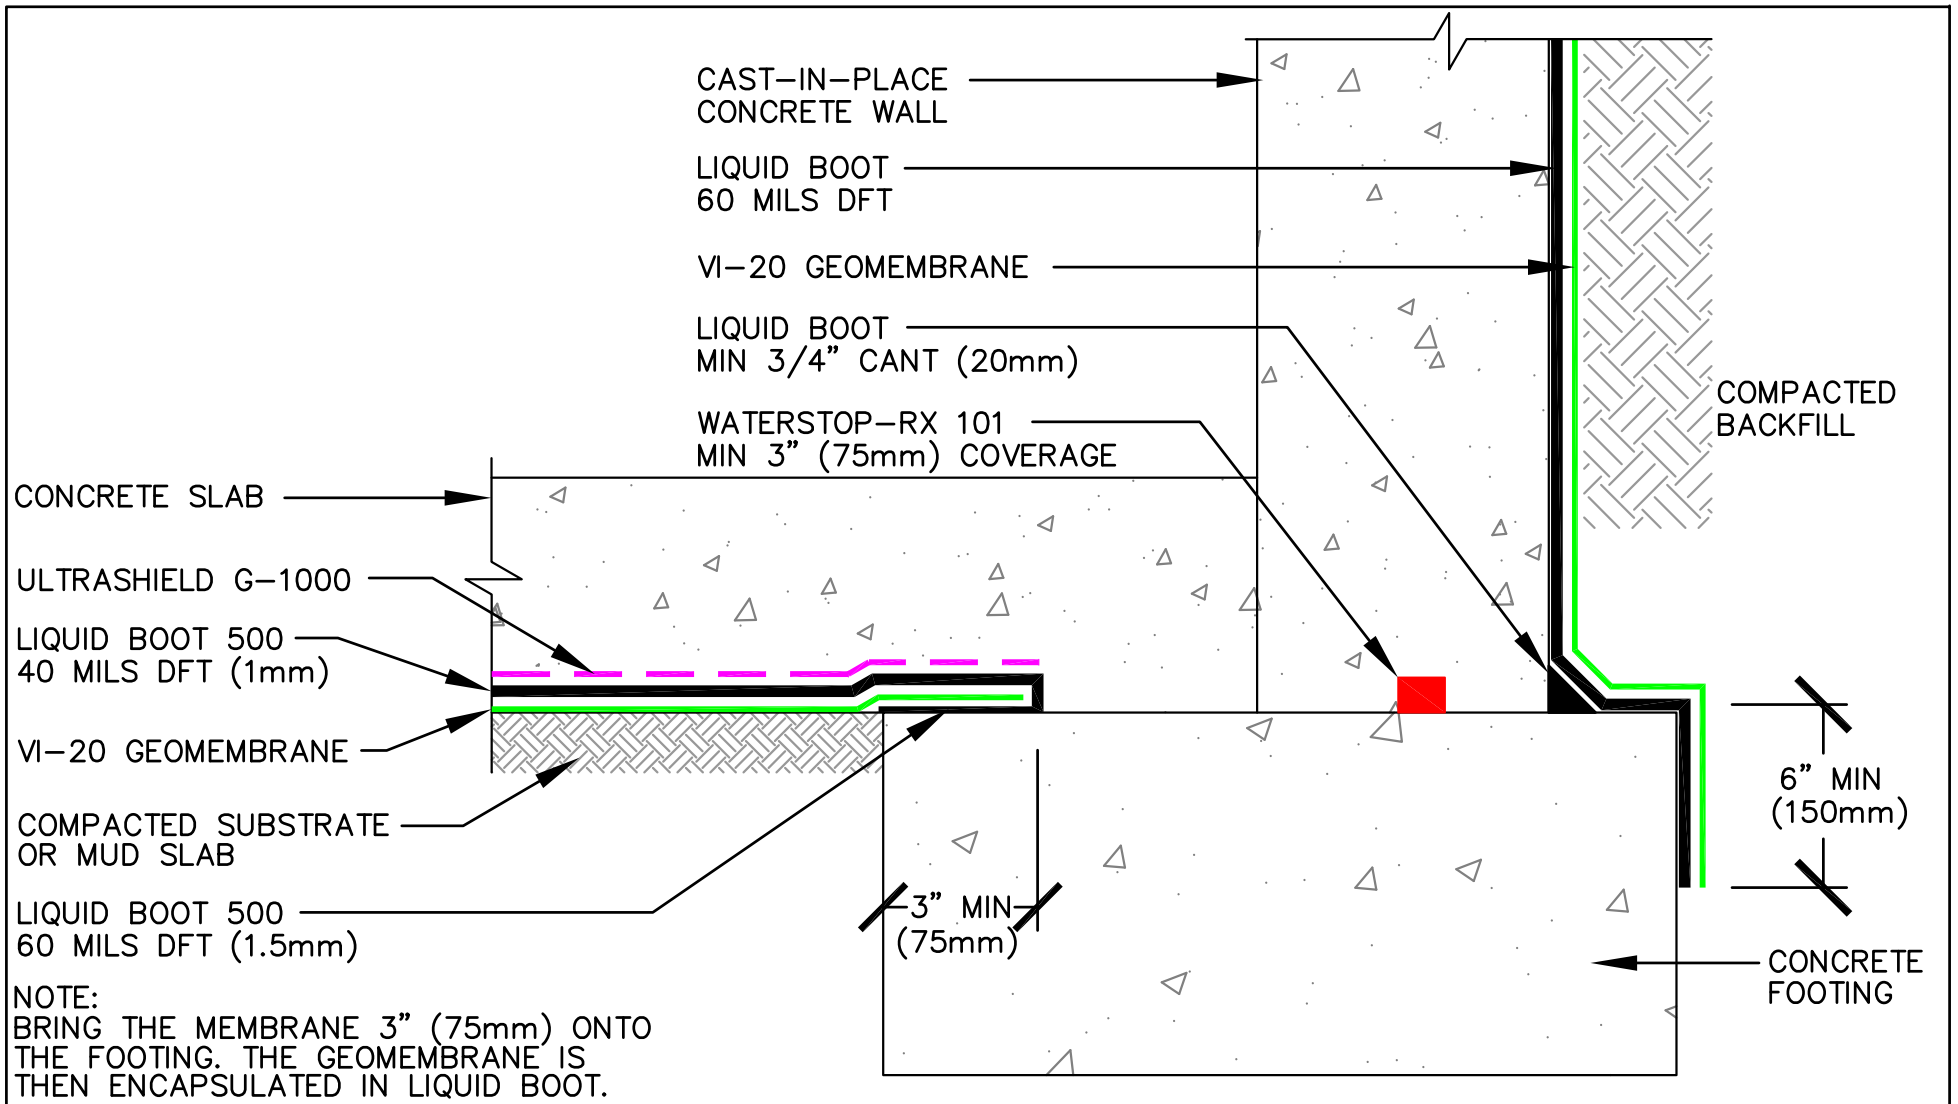 CAST-IN-PLACE
CONCRETE WALL
LIQUID BOOT
60 MILS DFT
VI-20 GEOMEMBRANE
LIQUID BOOT
MIN 3/4" CANT (20mm)
WATERSTOP-RX 101
MIN 3" (75mm) COVERAGE
COMPACTED
BACKFILL
CONCRETE SLAB
ULTRASHIELD G-1000
LIQUID BOOT 500
40 MILS DFT (1mm)
VI-20 GEOMEMBRANE
COMPACTED SUBSTRATE
OR MUD SLAB
LIQUID BOOT 500
60 MILS DFT (1.5mm)
3" MIN
(75mm)
6" MIN
(150mm)
CONCRETE
FOOTING
NOTE:
BRING THE MEMBRANE 3" (75mm) ONTO
THE FOOTING. THE GEOMEMBRANE IS
THEN ENCAPSULATED IN LIQUID BOOT.